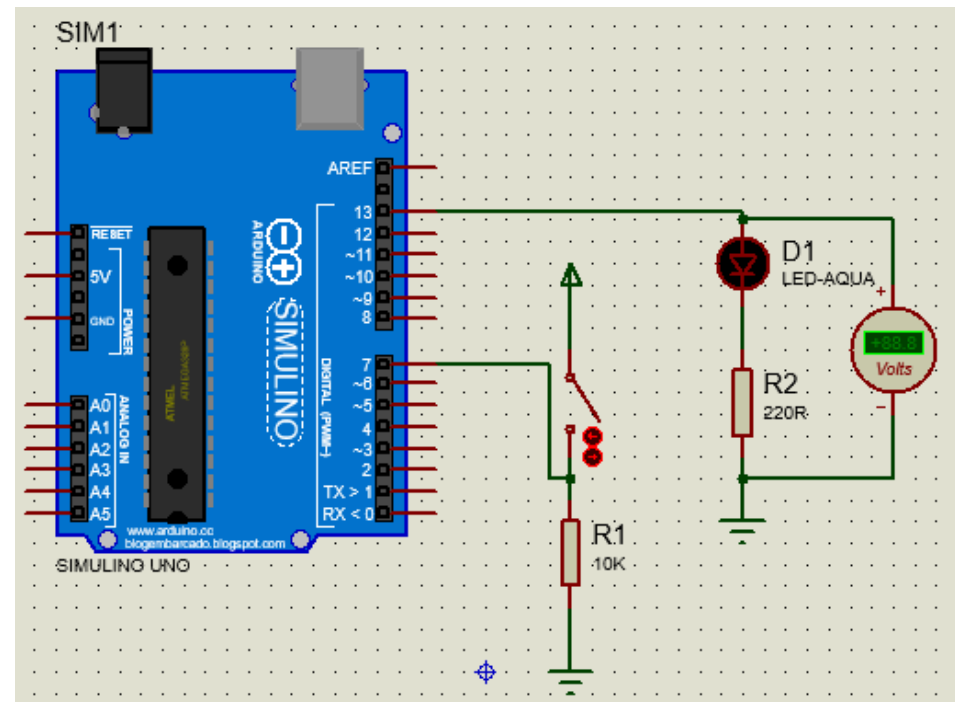 SIM1
AREF
13
12
~11
~10
~9
8
7
~6
~5
4
~3
2
TX > 1
RX < 0
RESET
5V
GND
POWER
A0
A1
A2
A3
A4
A5
ANALOG IN
ATMEL
ATMEGA328P
ARDUINO
SIMULINO
DIGITAL (PWM~)
www.arduino.cc
blogembarcado.blogspot.com
SIMULINO UNO
D1
LED-AQUA
+
+88.8
Volts
R2
220R
R1
10K